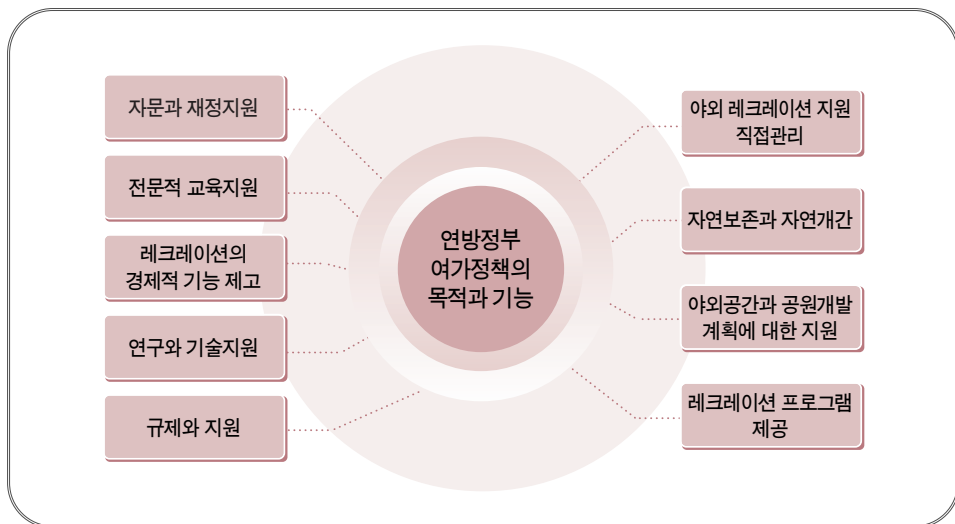 자문과 재정지원
전문적 교육지원
레크레이션의
경제적 기능 제고
연구와 기술지원
규제와 지원
연방정부
여가정책의
목적과 기능
야외 레크레이션 지원
직접관리
자연보존과 자연개간
야외공간과 공원개발
계획에 대한 지원
레크레이션 프로그램
제공